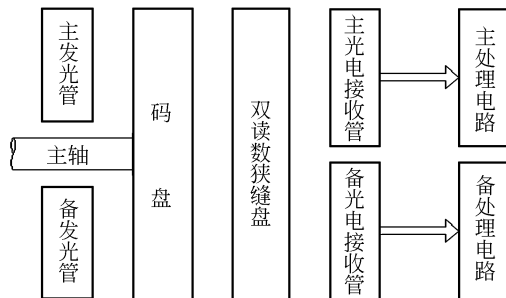 主发光管
主轴
备发光管
码盘
双读数狭缝盘
主光电接收管
备光电接收管
主处理电路
备处理电路